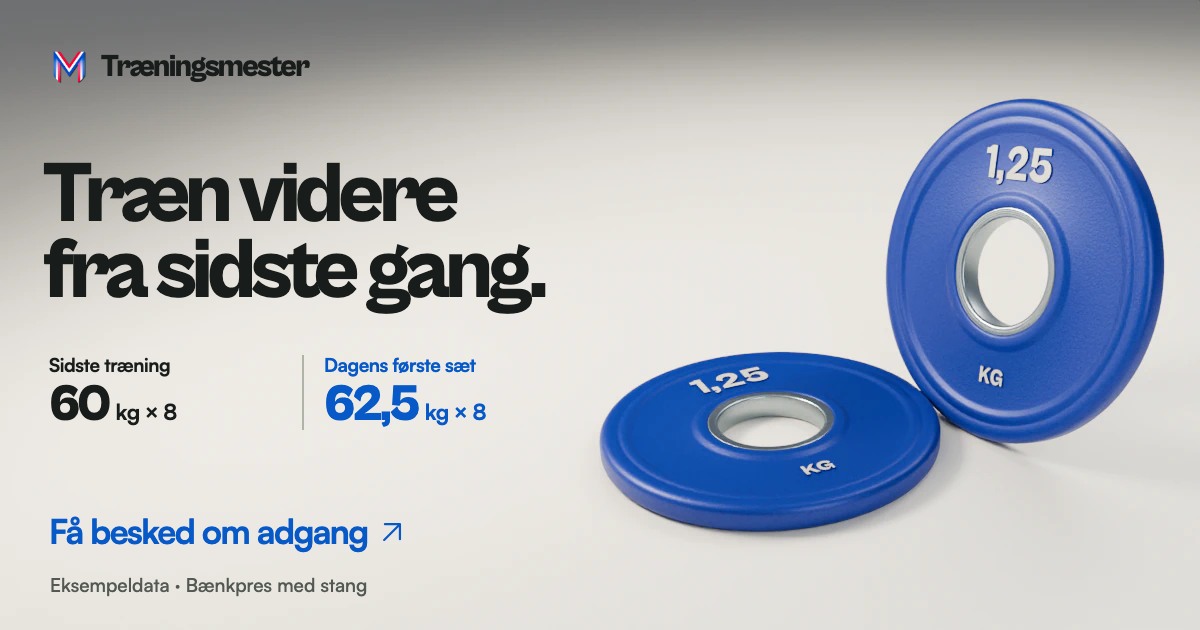 Træningsmester
Træn videre
fra sidste gang.
Sidste træning
60 kg × 8
Dagens første sæt
62,5 kg × 8
Få besked om adgang ↗
Eksempeldata · Bænkpres med stang
1,25
KG
1,25
KG